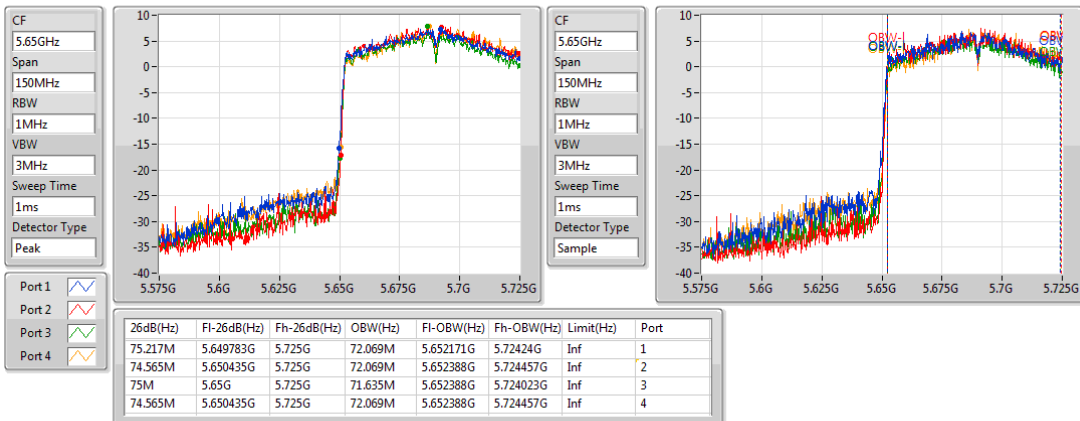 CF
5.65GHz
Span
150MHz
RBW
1MHz
VBW
3MHz
Sweep Time
1ms
Detector Type
Peak
10
5
0
-5
-10
-15
-20
-25
-30
-35
-40
5.575G 5.6G 5.625G 5.65G 5.675G 5.7G 5.725G
CF
5.65GHz
Span
150MHz
RBW
1MHz
VBW
3MHz
Sweep Time
1ms
Detector Type
Sample
10
5
0
-5
-10
-15
-20
-25
-30
-35
-40
OBW-L
OBW-L
5.575G 5.6G 5.625G 5.65G 5.675G 5.7G 5.725G
Port 1
Port 2
Port 3
Port 4
26dB(Hz) Fl-26dB(Hz) Fh-26dB(Hz) OBW(Hz) Fl-OBW(Hz) Fh-OBW(Hz) Limit(Hz) Port
75.217M 5.649783G 5.725G 72.069M 5.652171G 5.72424G Inf 1
74.565M 5.650435G 5.725G 72.069M 5.652388G 5.724457G Inf 2
75M 5.65G 5.725G 71.635M 5.652388G 5.724023G Inf 3
74.565M 5.650435G 5.725G 72.069M 5.652388G 5.724457G Inf 4